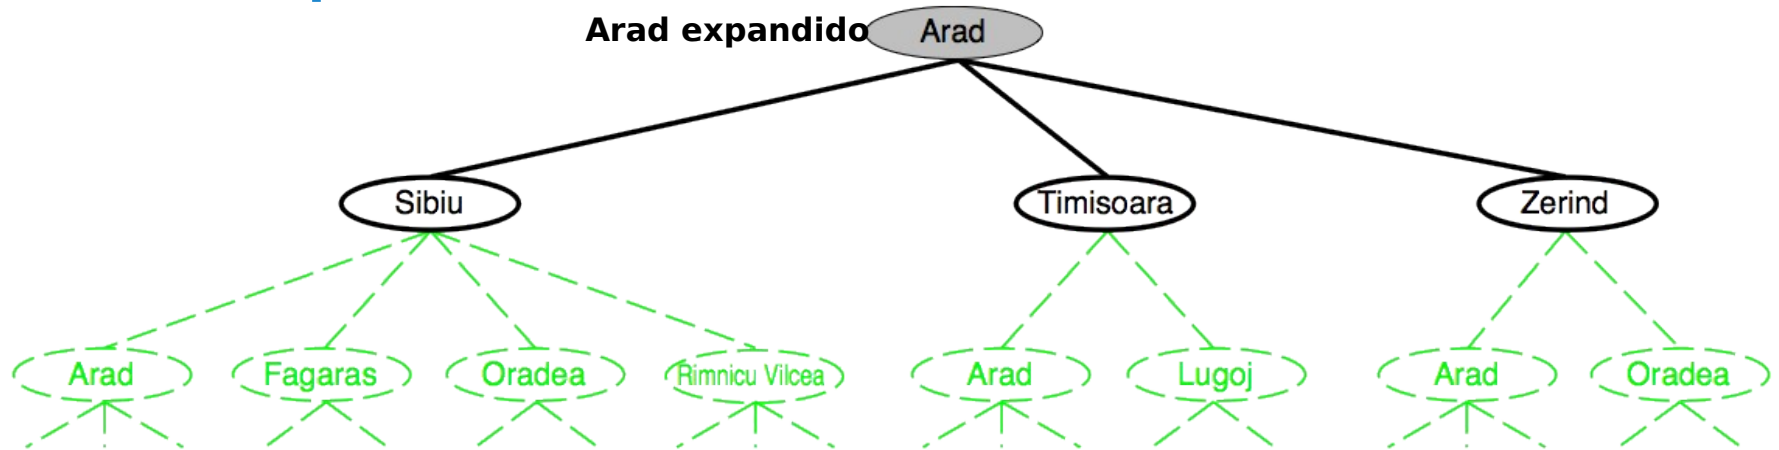 Arad expandido Arad
Sibiu Timisoara Zerind
Arad Fagaras Oradea Rimnicu Vilcea Arad Lugoj Arad Oradea